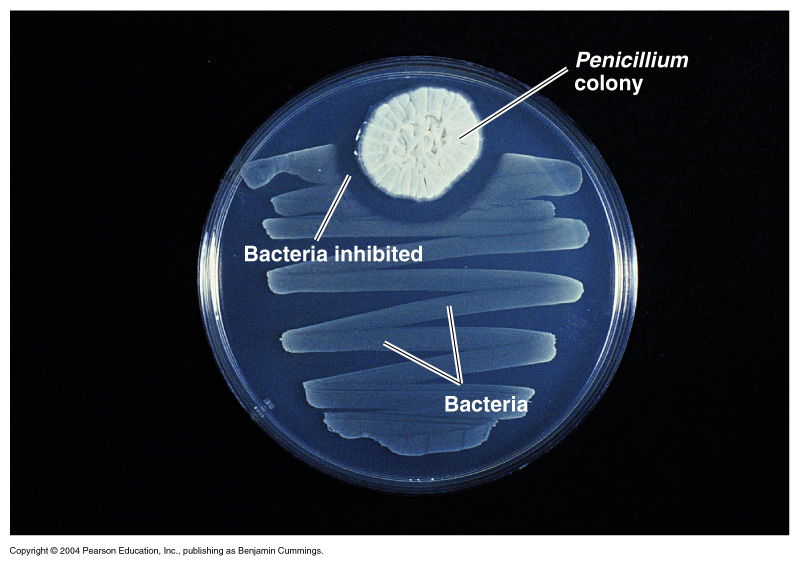 Penicillium
colony
Bacteria inhibited
Bacteria
Copyright © 2004 Pearson Education, Inc., publishing as Benjamin Cummings.